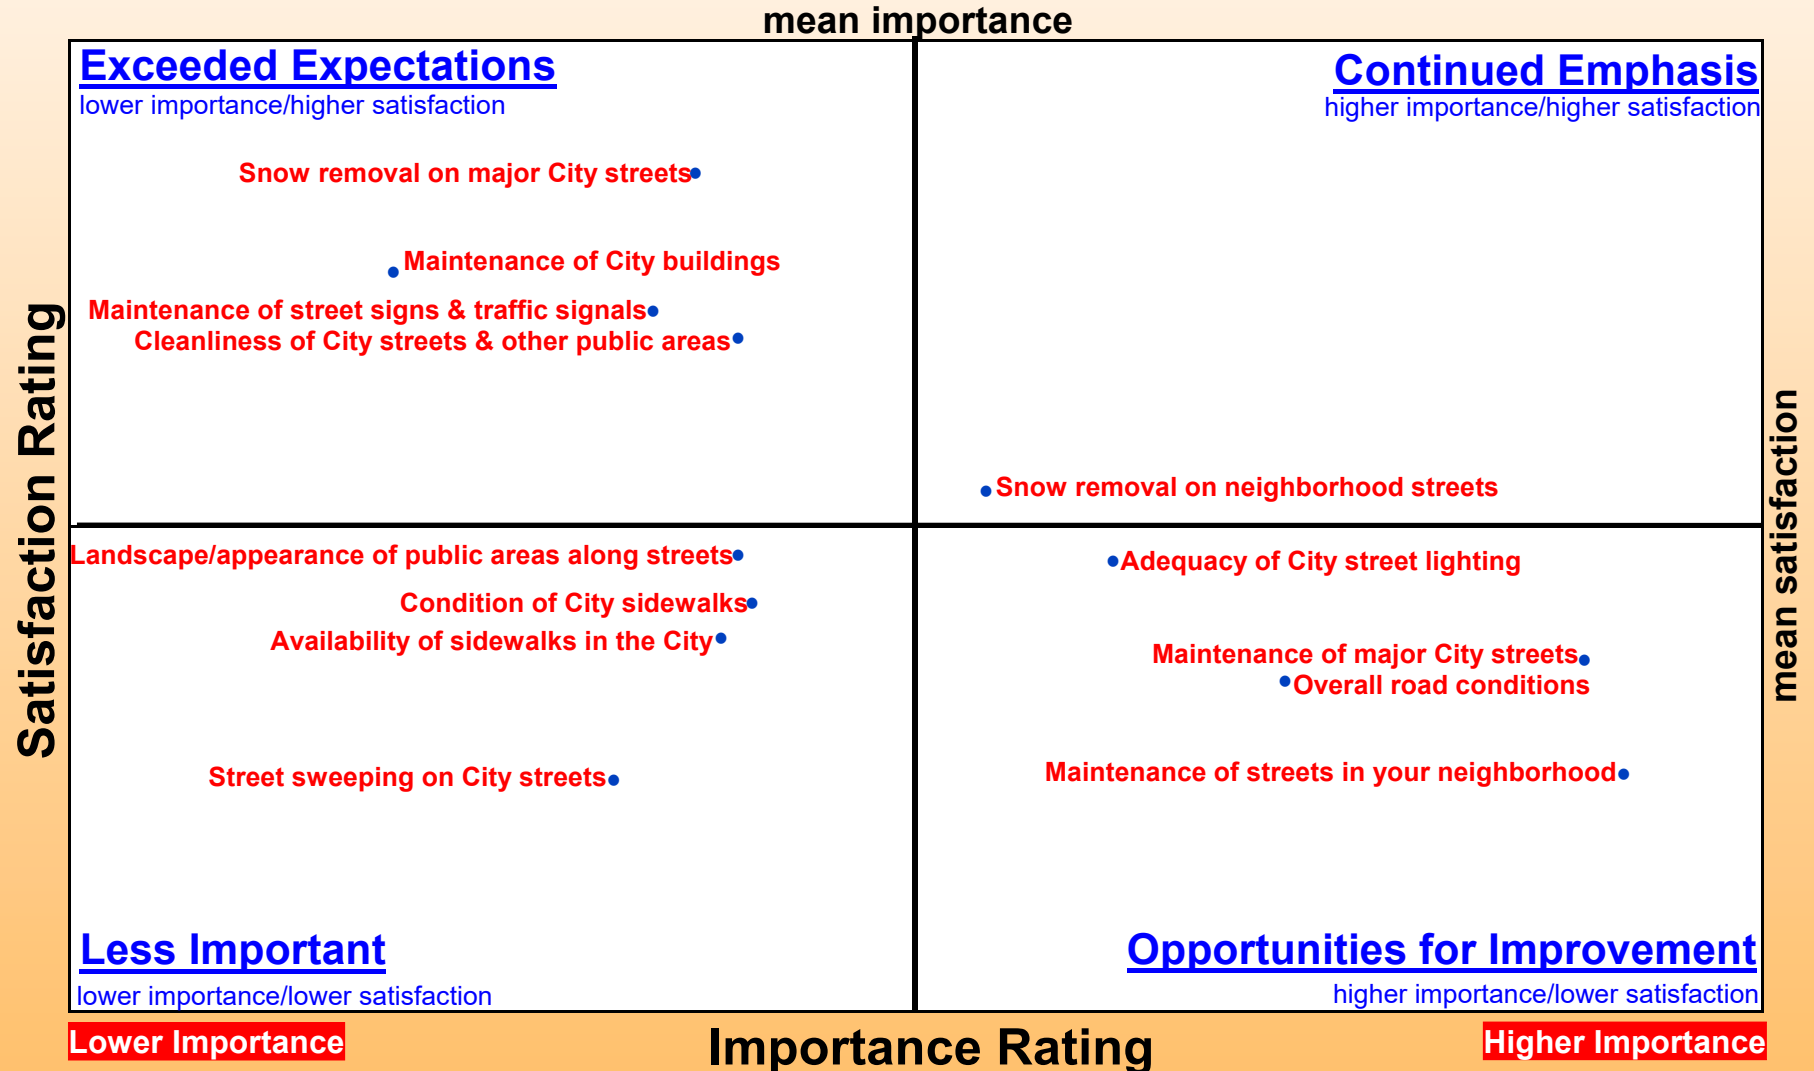 mean importance
Exceeded Expectations
lower importance/higher satisfaction
Continued Emphasis
higher importance/higher satisfaction
Snow removal on major City streets
Maintenance of City buildings
Maintenance of street signs & traffic signals
Cleanliness of City streets & other public areas
Snow removal on neighborhood streets
Satisfaction Rating
mean satisfaction
Landscape/appearance of public areas along streets
Condition of City sidewalks
Availability of sidewalks in the City
Street sweeping on City streets
Adequacy of City street lighting
Maintenance of major City streets
Overall road conditions
Maintenance of streets in your neighborhood
Less Important
lower importance/lower satisfaction
Opportunities for Improvement
higher importance/lower satisfaction
Lower Importance
Importance Rating
Higher Importance